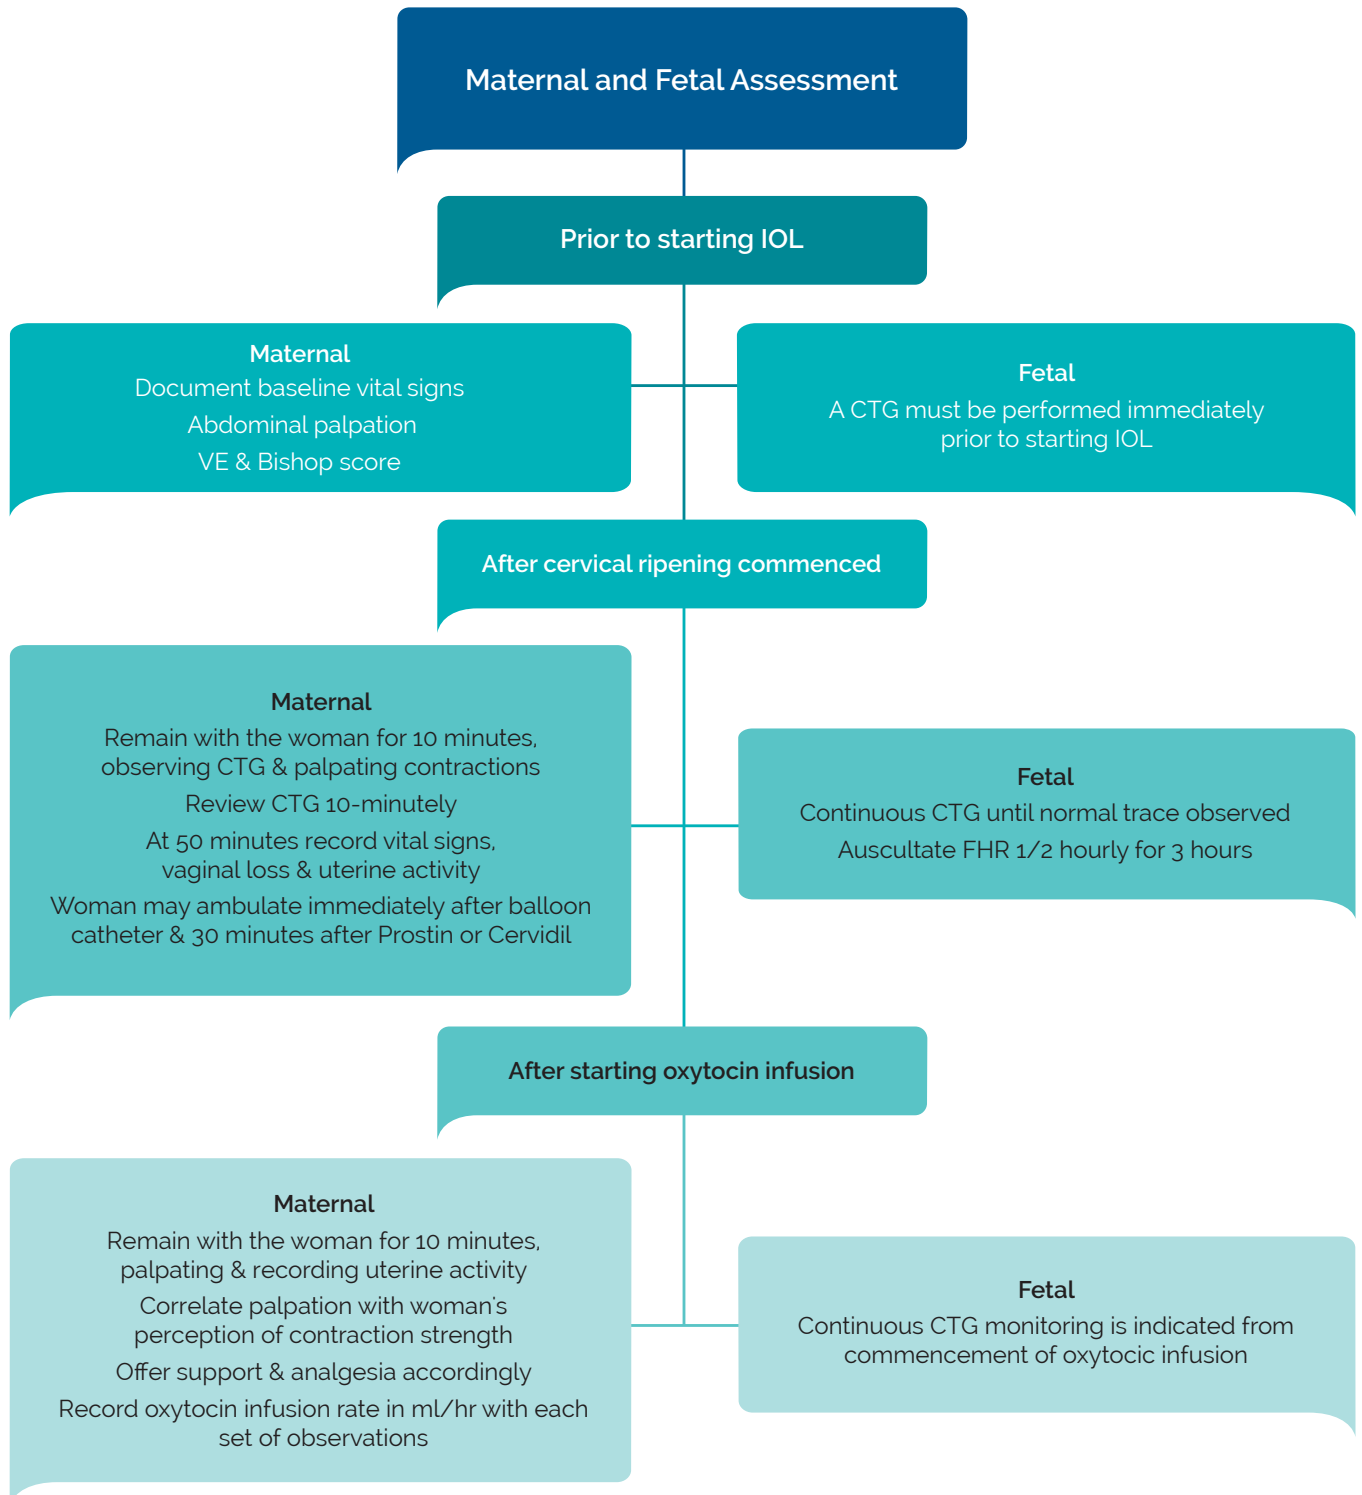 Maternal and Fetal Assessment
Prior to starting IOL
Maternal
Document baseline vital signs
Abdominal palpation
VE & Bishop score
Fetal
A CTG must be performed immediately
prior to starting IOL
After cervical ripening commenced
Maternal
Remain with the woman for 10 minutes,
observing CTG & palpating contractions
Review CTG 10-minutely
At 50 minutes record vital signs,
vaginal loss & uterine activity
Woman may ambulate immediately after balloon
catheter & 30 minutes after Prostin or Cervidil
Fetal
Continuous CTG until normal trace observed
Auscultate FHR 1/2 hourly for 3 hours
After starting oxytocin infusion
Maternal
Remain with the woman for 10 minutes,
palpating & recording uterine activity
Correlate palpation with woman's
perception of contraction strength
Offer support & analgesia accordingly
Record oxytocin infusion rate in ml/hr with each
set of observations
Fetal
Continuous CTG monitoring is indicated from
commencement of oxytocic infusion